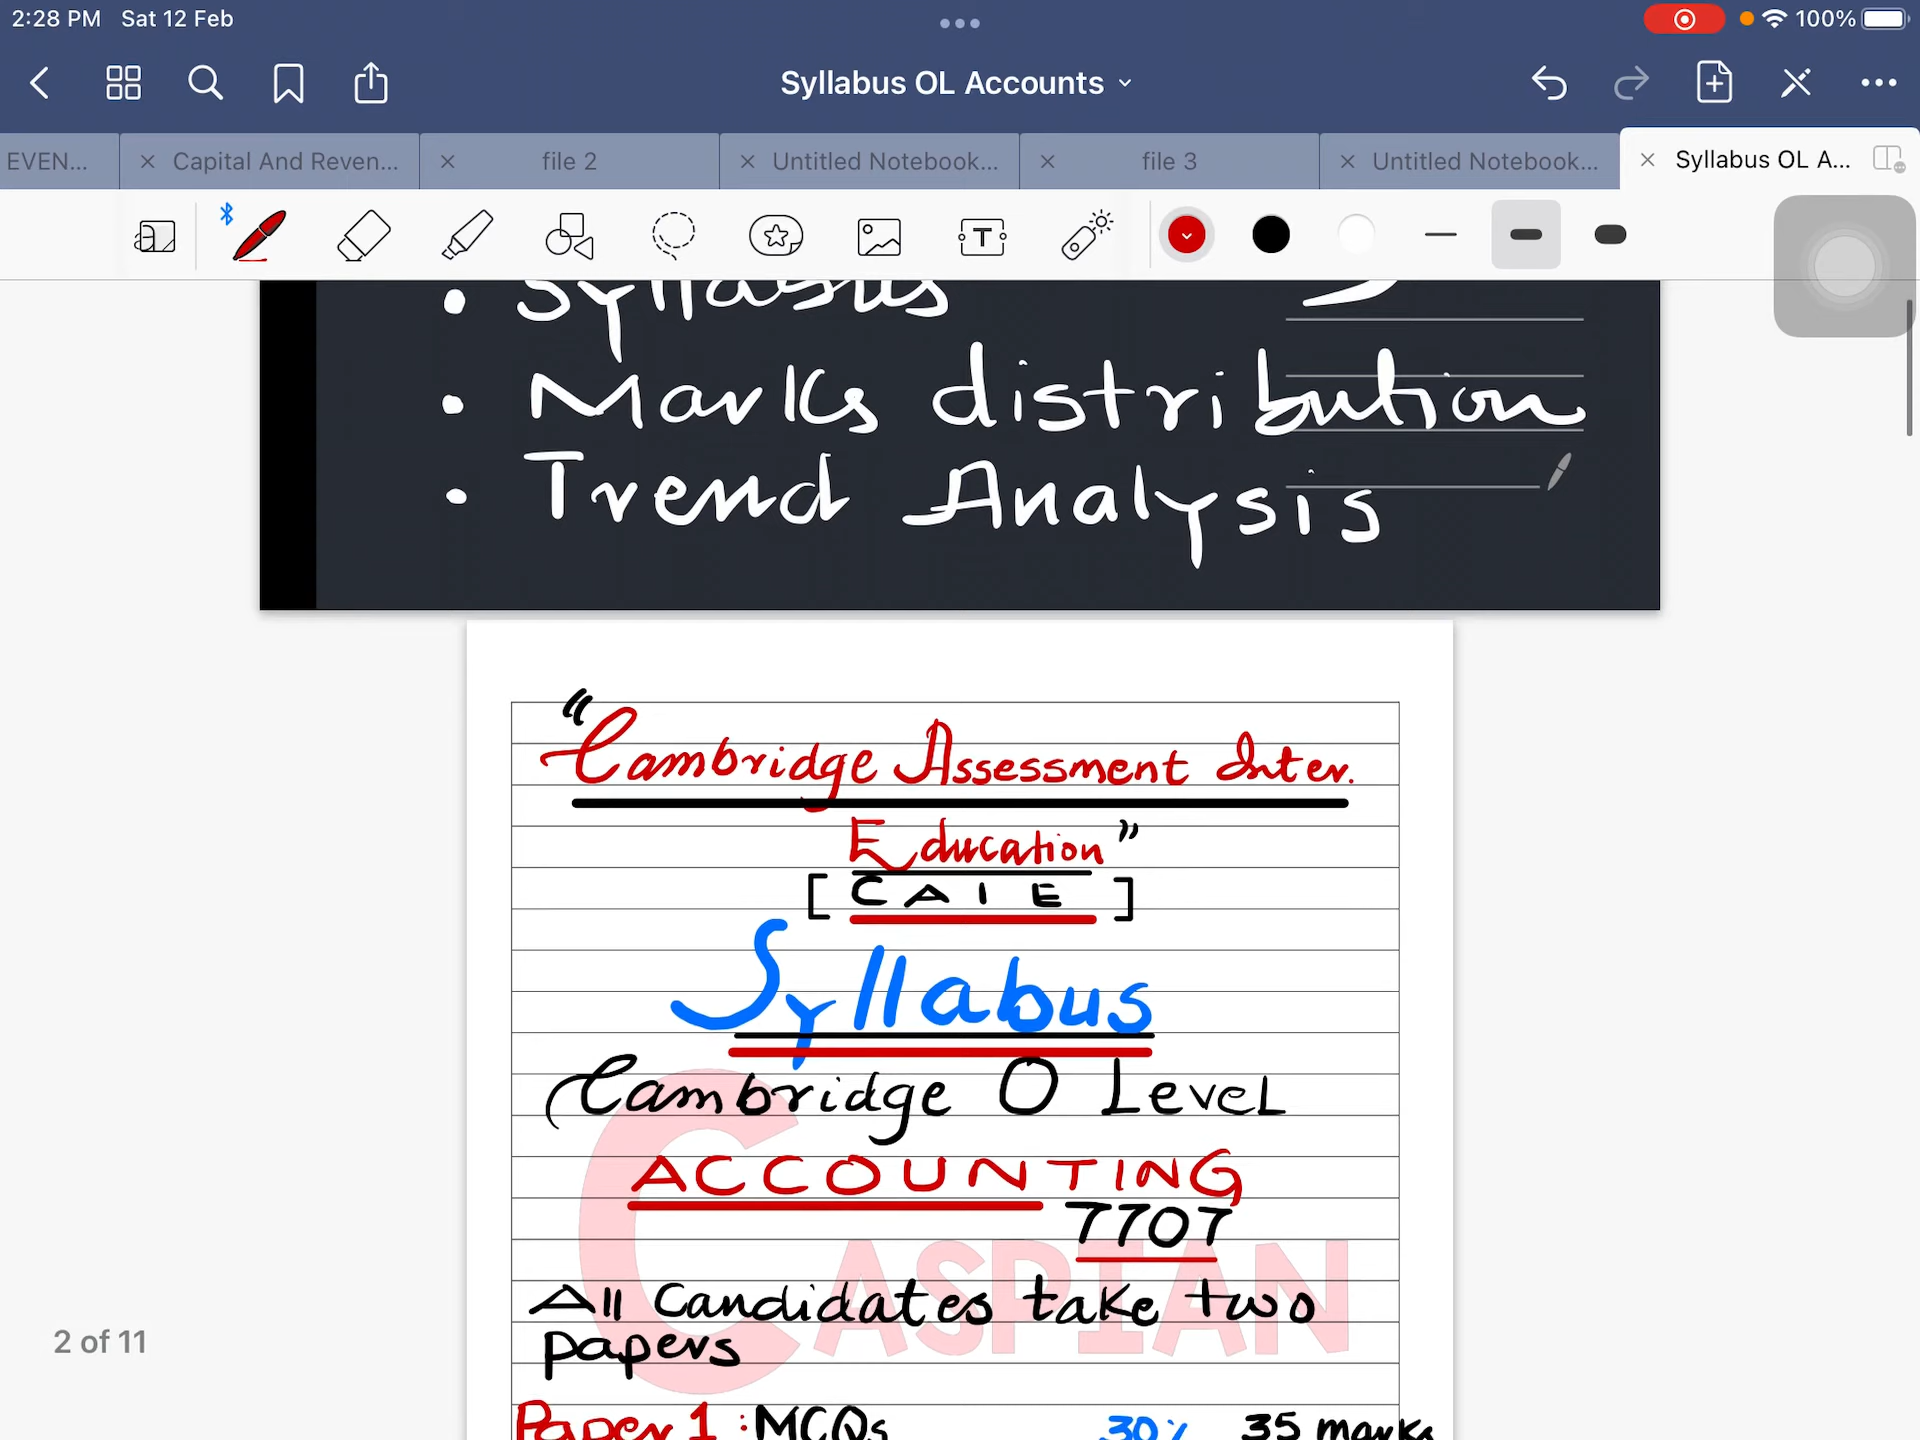 2:28 PM Sat 12 Feb
100%
Syllabus OL Accounts
EVEN...
Capital And Reven...
file 2
Untitled Notebook...
file 3
Untitled Notebook...
Syllabus OL A...
• Syllabus
• Marks distribution
• Trend Analysis
"Cambridge Assessment Inter.
Education"
[CAIE]
Syllabus
Cambridge O Level
ACCOUNTING
7707
CASPIAN
All Candidates take two
papers
Paper 1 : MCQs 30% 35 marks
2 of 11